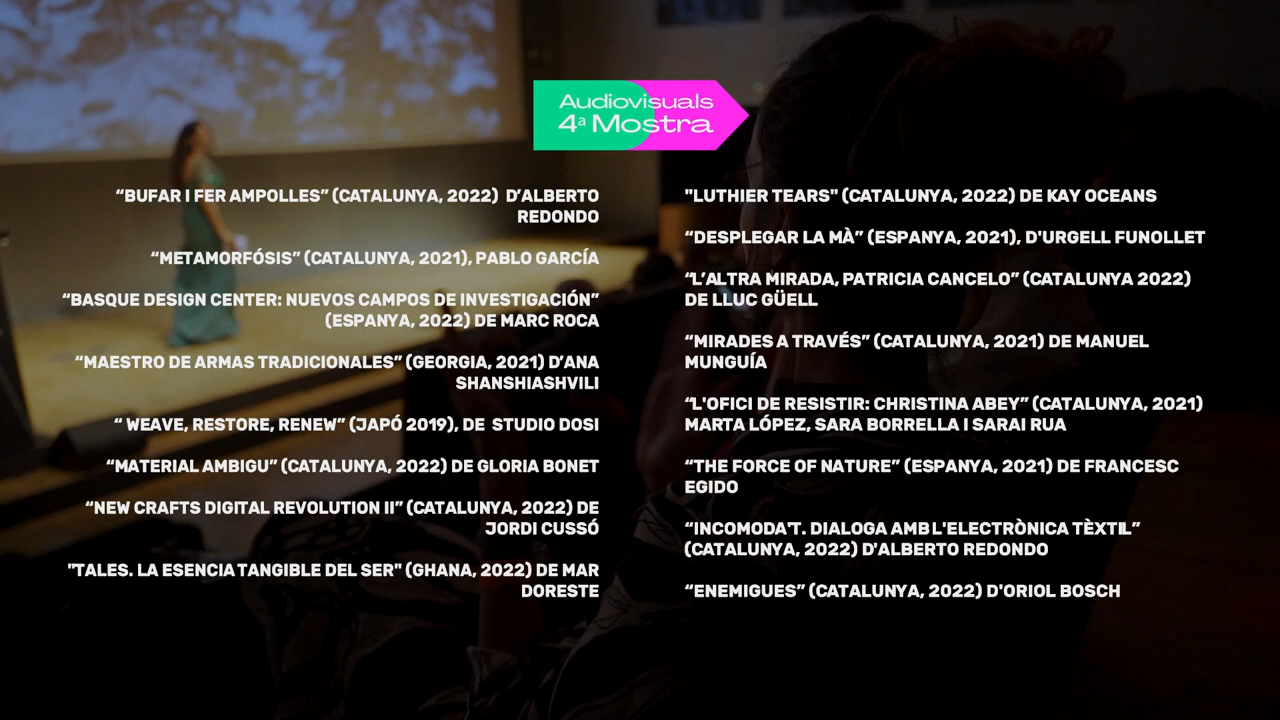 Audiovisuals
4ª Mostra
“BUFAR I FER AMPOLLES” (CATALUNYA, 2022)  D’ALBERTO
REDONDO
“METAMORFÓSIS” (CATALUNYA, 2021), PABLO GARCÍA
“BASQUE DESIGN CENTER: NUEVOS CAMPOS DE INVESTIGACIÓN”
(ESPANYA, 2022) DE MARC ROCA
“MAESTRO DE ARMAS TRADICIONALES” (GEORGIA, 2021) D’ANA
SHANSHIASHVILI
“ WEAVE, RESTORE, RENEW” (JAPÓ 2019), DE  STUDIO DOSI
“MATERIAL AMBIGU” (CATALUNYA, 2022) DE GLORIA BONET
“NEW CRAFTS DIGITAL REVOLUTION II” (CATALUNYA, 2022) DE
JORDI CUSSÓ
"TALES. LA ESENCIA TANGIBLE DEL SER" (GHANA, 2022) DE MAR
DORESTE
"LUTHIER TEARS" (CATALUNYA, 2022) DE KAY OCEANS
“DESPLEGAR LA MÀ” (ESPANYA, 2021), D'URGELL FUNOLLET
“L’ALTRA MIRADA, PATRICIA CANCELO” (CATALUNYA 2022)
DE LLUC GÜELL
“MIRADES A TRAVÉS” (CATALUNYA, 2021) DE MANUEL
MUNGUÍA
“L'OFICI DE RESISTIR: CHRISTINA ABEY” (CATALUNYA, 2021)
MARTA LÓPEZ, SARA BORRELLA I SARAI RUA
“THE FORCE OF NATURE” (ESPANYA, 2021) DE FRANCESC
EGIDO
“INCOMODA’T. DIALOGA AMB L'ELECTRÒNICA TÈXTIL”
(CATALUNYA, 2022) D'ALBERTO REDONDO
“ENEMIGUES” (CATALUNYA, 2022) D'ORIOL BOSCH